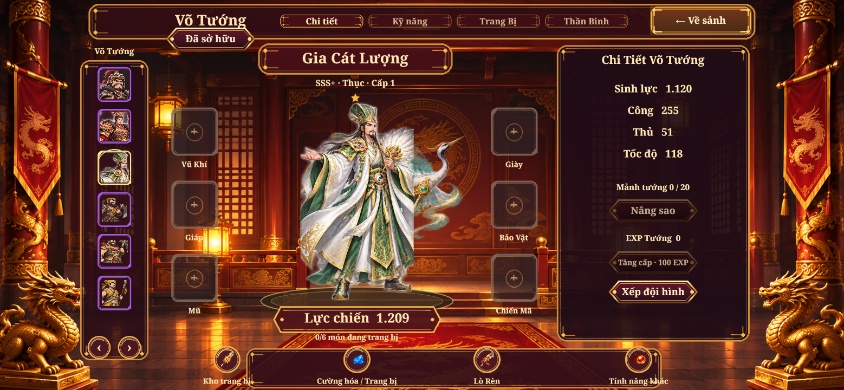 Võ Tướng
Chi tiết
Kỹ năng
Trang Bị
Thần Binh
← Về sảnh
Đã sở hữu
Võ Tướng
Gia Cát Lượng
SSS+ · Thục · Cấp 1
Vũ Khí
Giáp
Mũ
Giày
Bảo Vật
Chiến Mã
Lực chiến 1.209
0/6 món đang trang bị
Chi Tiết Võ Tướng
Sinh lực 1.120
Công 255
Thủ 51
Tốc độ 118
Mảnh tướng 0 / 20
Nâng sao
EXP Tướng 0
Tăng cấp · 100 EXP
Xếp đội hình
Kho trang bị
Cường hóa / Trang bị
Lò Rèn
Tính năng khác